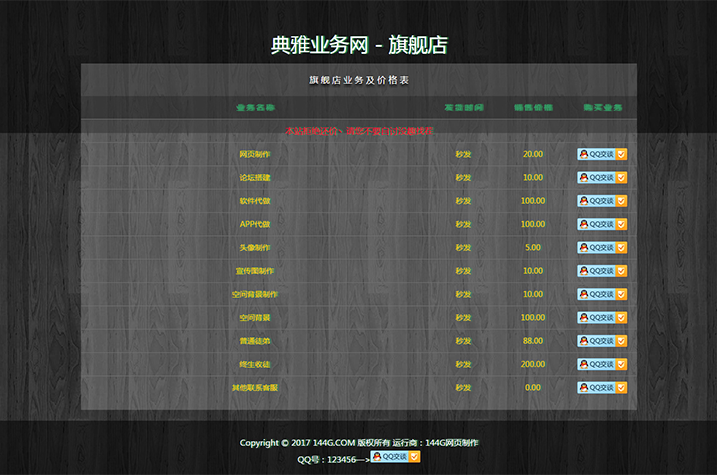 典雅业务网 - 旗舰店
旗舰店业务及价格表
业务名称 发货时间 销售价格 购买业务
网页制作 秒发 20.00 QQ交谈
论坛搭建 秒发 10.00 QQ交谈
软件代做 秒发 100.00 QQ交谈
APP代做 秒发 100.00 QQ交谈
头像制作 秒发 5.00 QQ交谈
宣传图制作 秒发 10.00 QQ交谈
空间背景制作 秒发 10.00 QQ交谈
空间背景 秒发 100.00 QQ交谈
普通徒弟 秒发 88.00 QQ交谈
终生收徒 秒发 200.00 QQ交谈
其他联系客服 秒发 0.00 QQ交谈
Copyright © 2017 144G.COM 版权所有 运行商：144G网页制作
QQ号：123456---> QQ交谈